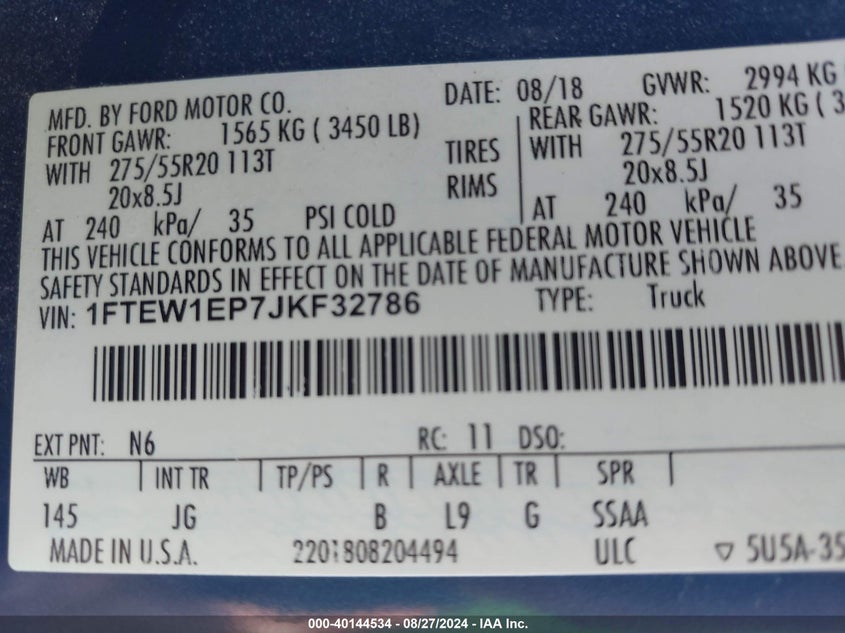 MFD. BY FORD MOTOR CO. DATE: 08/18 GVWR: 2994 KG
FRONT GAWR: 1565 KG ( 3450 LB) REAR GAWR: 1520 KG ( 3
WITH 275/55R20 113T TIRES WITH 275/55R20 113T
20x8.5J RIMS 20x8.5J
AT 240 kPa/ 35 PSI COLD AT 240 kPa/ 35
THIS VEHICLE CONFORMS TO ALL APPLICABLE FEDERAL MOTOR VEHICLE
SAFETY STANDARDS IN EFFECT ON THE DATE OF MANUFACTURE SHOWN ABOVE
VIN: 1FTEW1EP7JKF32786 TYPE: Truck
EXT PNT: N6 RC: 11 DSO:
WB INT TR TP/PS R AXLE TR SPR
145 JG B L9 G SSAA
MADE IN U.S.A. 2201808204494 ULC ▽ 5U5A-35
000-40144534 - 08/27/2024 - IAA Inc.